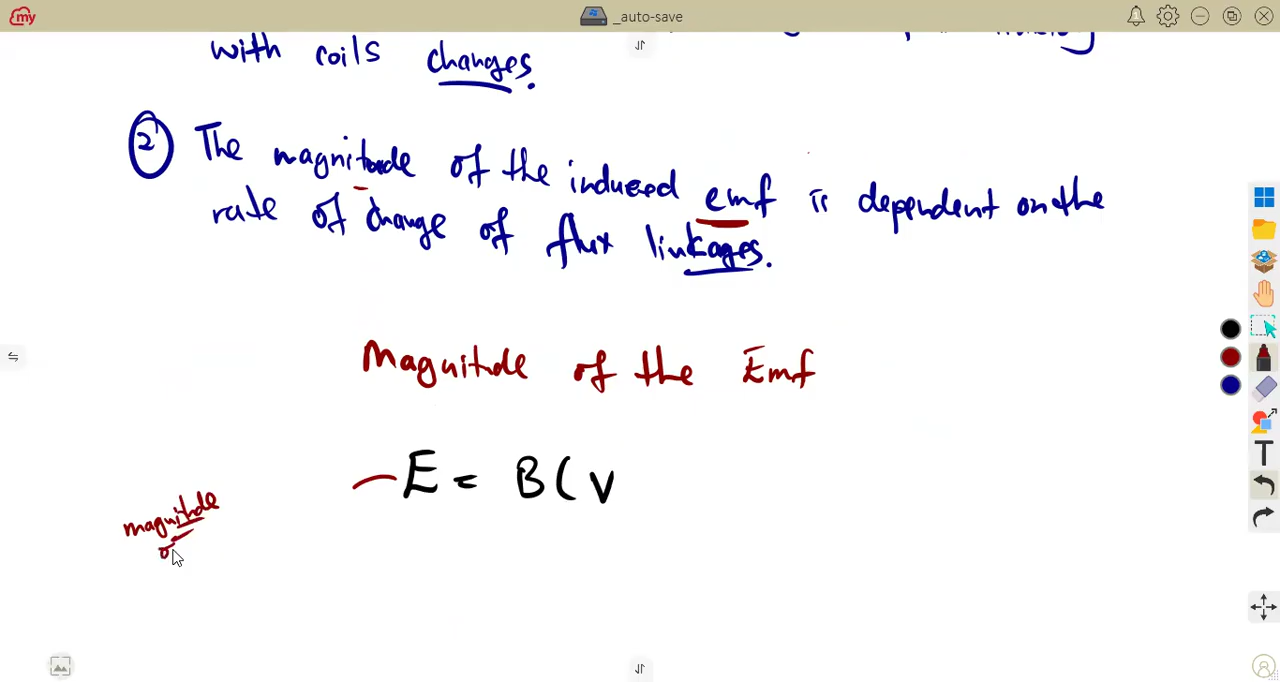 my
_auto-save
with coils changes.
2 The magnitude of the induced emf is dependent on the
rate of change of flux linkages.
Magnitude of the Emf
E = B ( v
magnitude
T